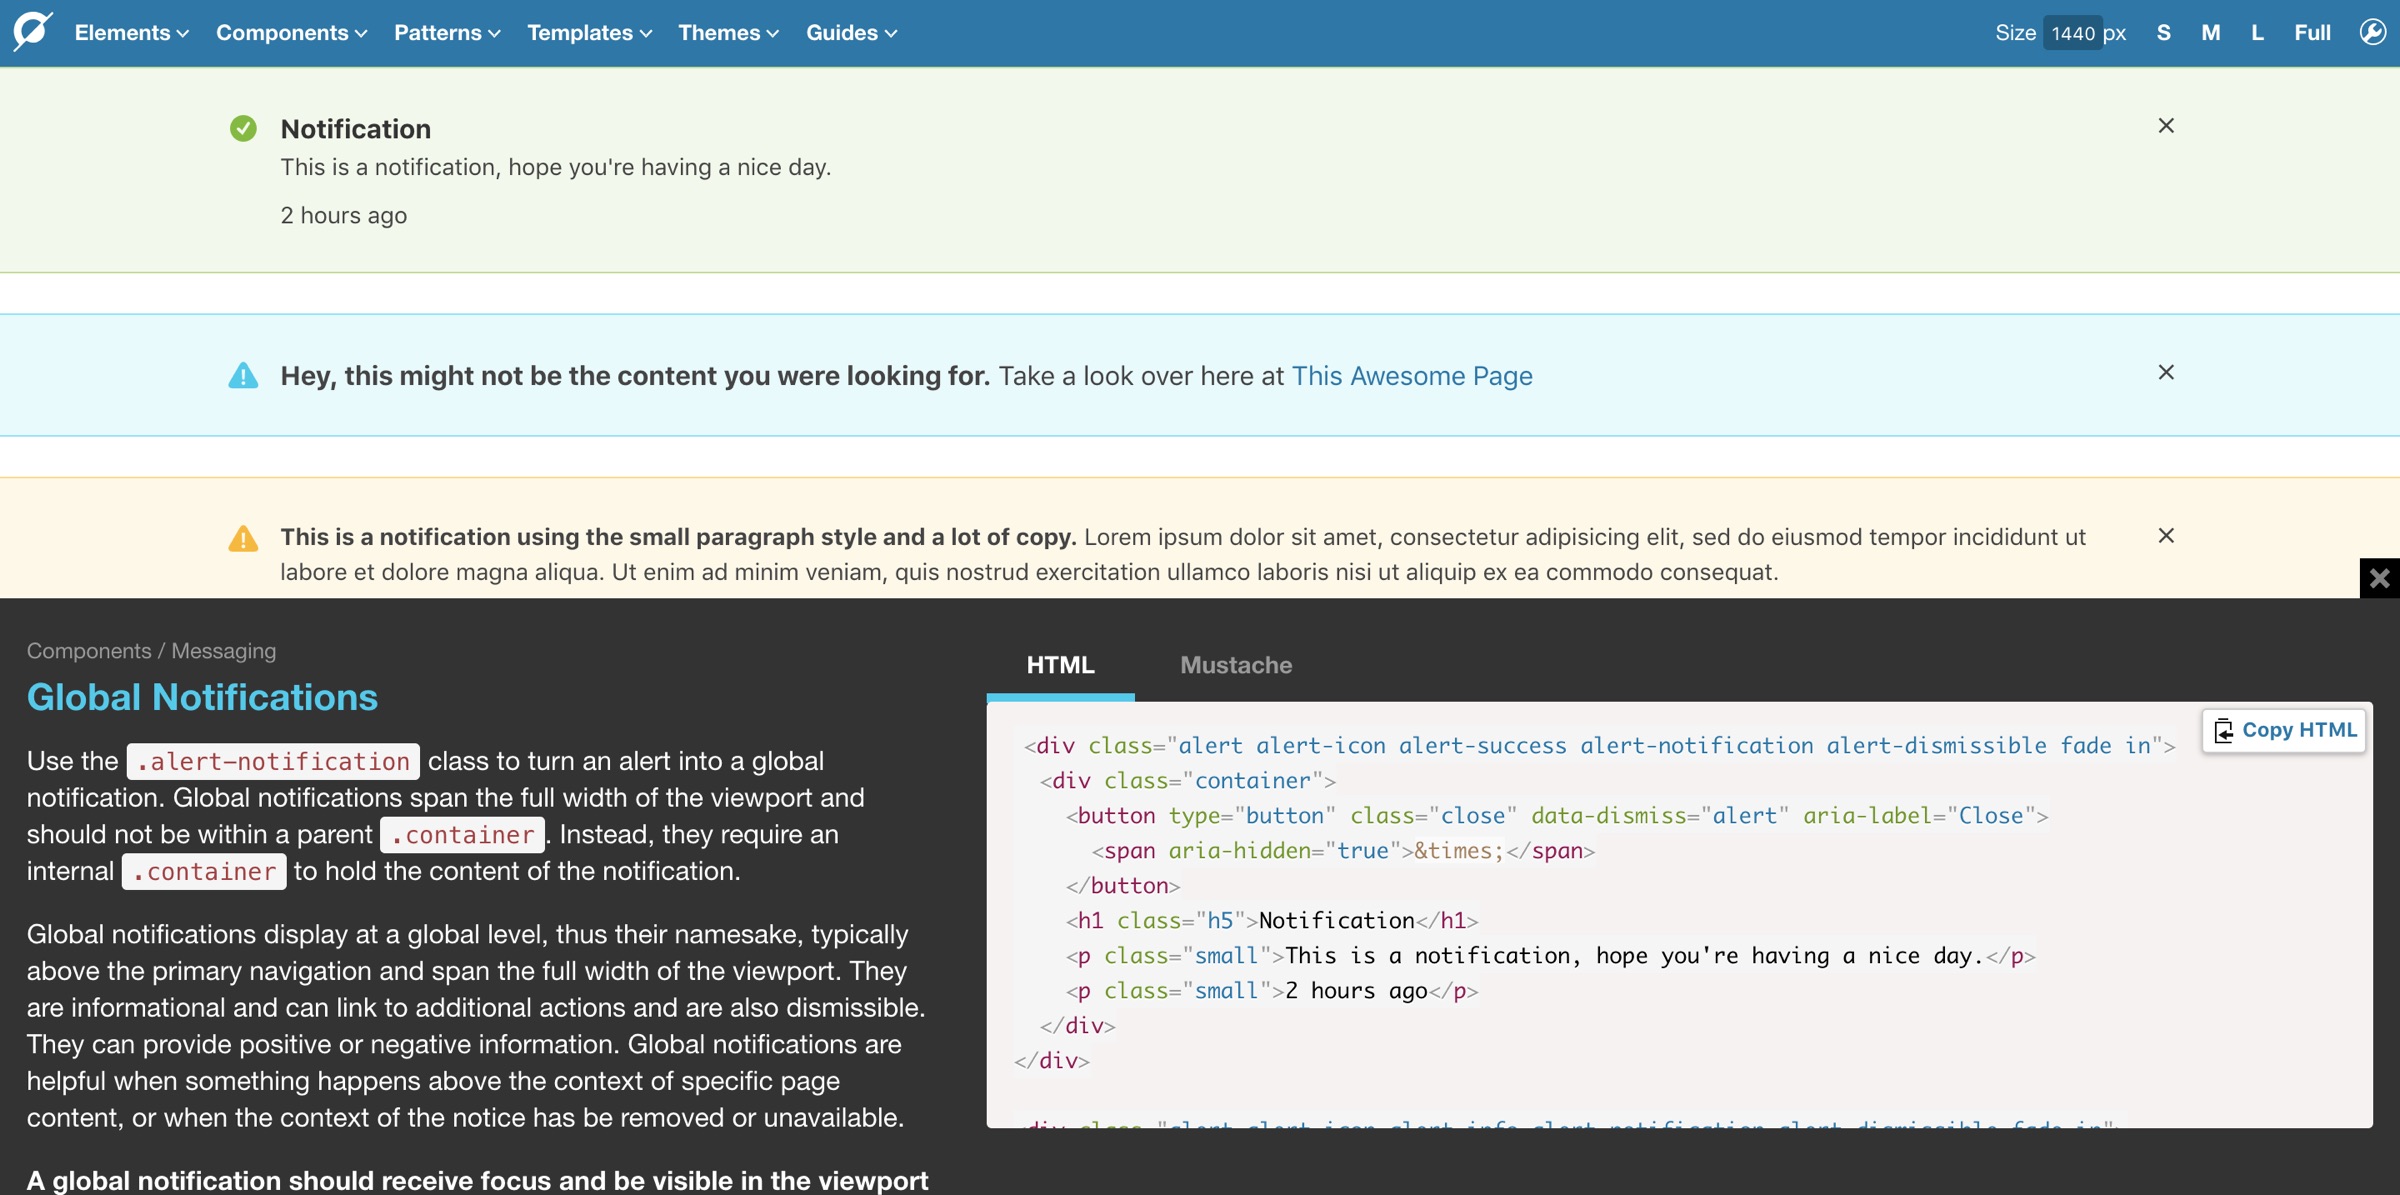 Elements Components Patterns Templates Themes Guides Size 1440 px S M L Full
Notification
This is a notification, hope you're having a nice day.
2 hours ago
Hey, this might not be the content you were looking for. Take a look over here at This Awesome Page
This is a notification using the small paragraph style and a lot of copy. Lorem ipsum dolor sit amet, consectetur adipisicing elit, sed do eiusmod tempor incididunt ut
labore et dolore magna aliqua. Ut enim ad minim veniam, quis nostrud exercitation ullamco laboris nisi ut aliquip ex ea commodo consequat.
Components / Messaging
Global Notifications
Use the .alert-notification class to turn an alert into a global
notification. Global notifications span the full width of the viewport and
should not be within a parent .container. Instead, they require an
internal .container to hold the content of the notification.
Global notifications display at a global level, thus their namesake, typically
above the primary navigation and span the full width of the viewport. They
are informational and can link to additional actions and are also dismissible.
They can provide positive or negative information. Global notifications are
helpful when something happens above the context of specific page
content, or when the context of the notice has be removed or unavailable.
A global notification should receive focus and be visible in the viewport
HTML Mustache
Copy HTML
<div class="alert alert-icon alert-success alert-notification alert-dismissible fade in">
<div class="container">
<button type="button" class="close" data-dismiss="alert" aria-label="Close">
<span aria-hidden="true">&times;</span>
</button>
<h1 class="h5">Notification</h1>
<p class="small">This is a notification, hope you're having a nice day.</p>
<p class="small">2 hours ago</p>
</div>
</div>
<div class="alert alert-icon alert-info alert-notification alert-dismissible fade in">